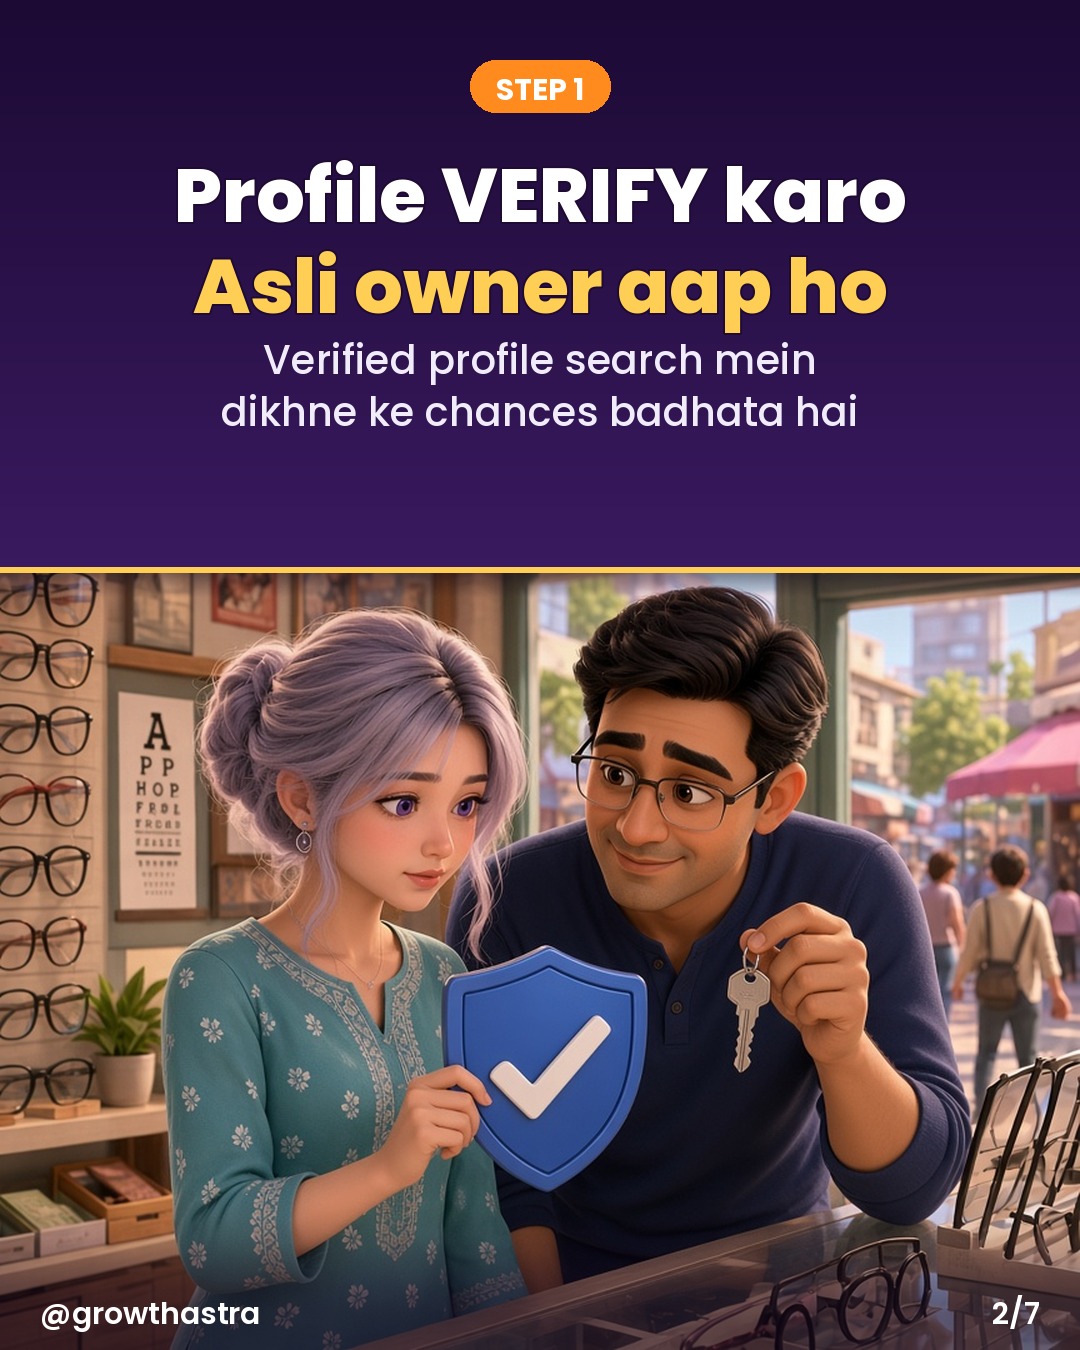 STEP 1
Profile VERIFY karo
Asli owner aap ho
Verified profile search mein
dikhne ke chances badhata hai
A
P P
H O P
@growthastra
2/7